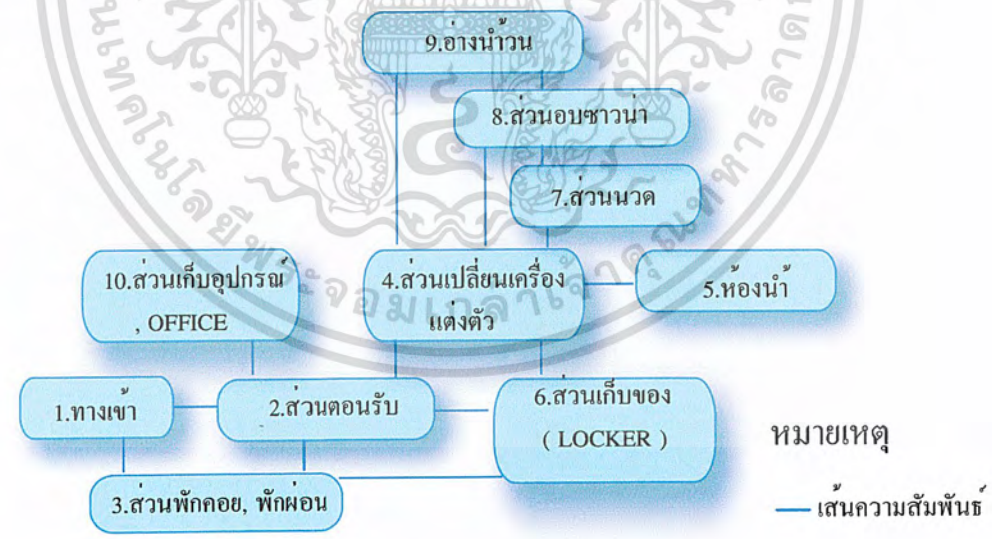 9.อ่างน้ำวน
8.ส่วนอบซาวน่า
7.ส่วนนวด
10.ส่วนเก็บอุปกรณ์
, OFFICE
4.ส่วนเปลี่ยนเครื่อง
แต่งตัว
5.ห้องน้ำ
1.ทางเข้า
2.ส่วนตอนรับ
6.ส่วนเก็บของ
( LOCKER )
3.ส่วนพักคอย, พักผ่อน
หมายเหตุ
เส้นความสัมพันธ์